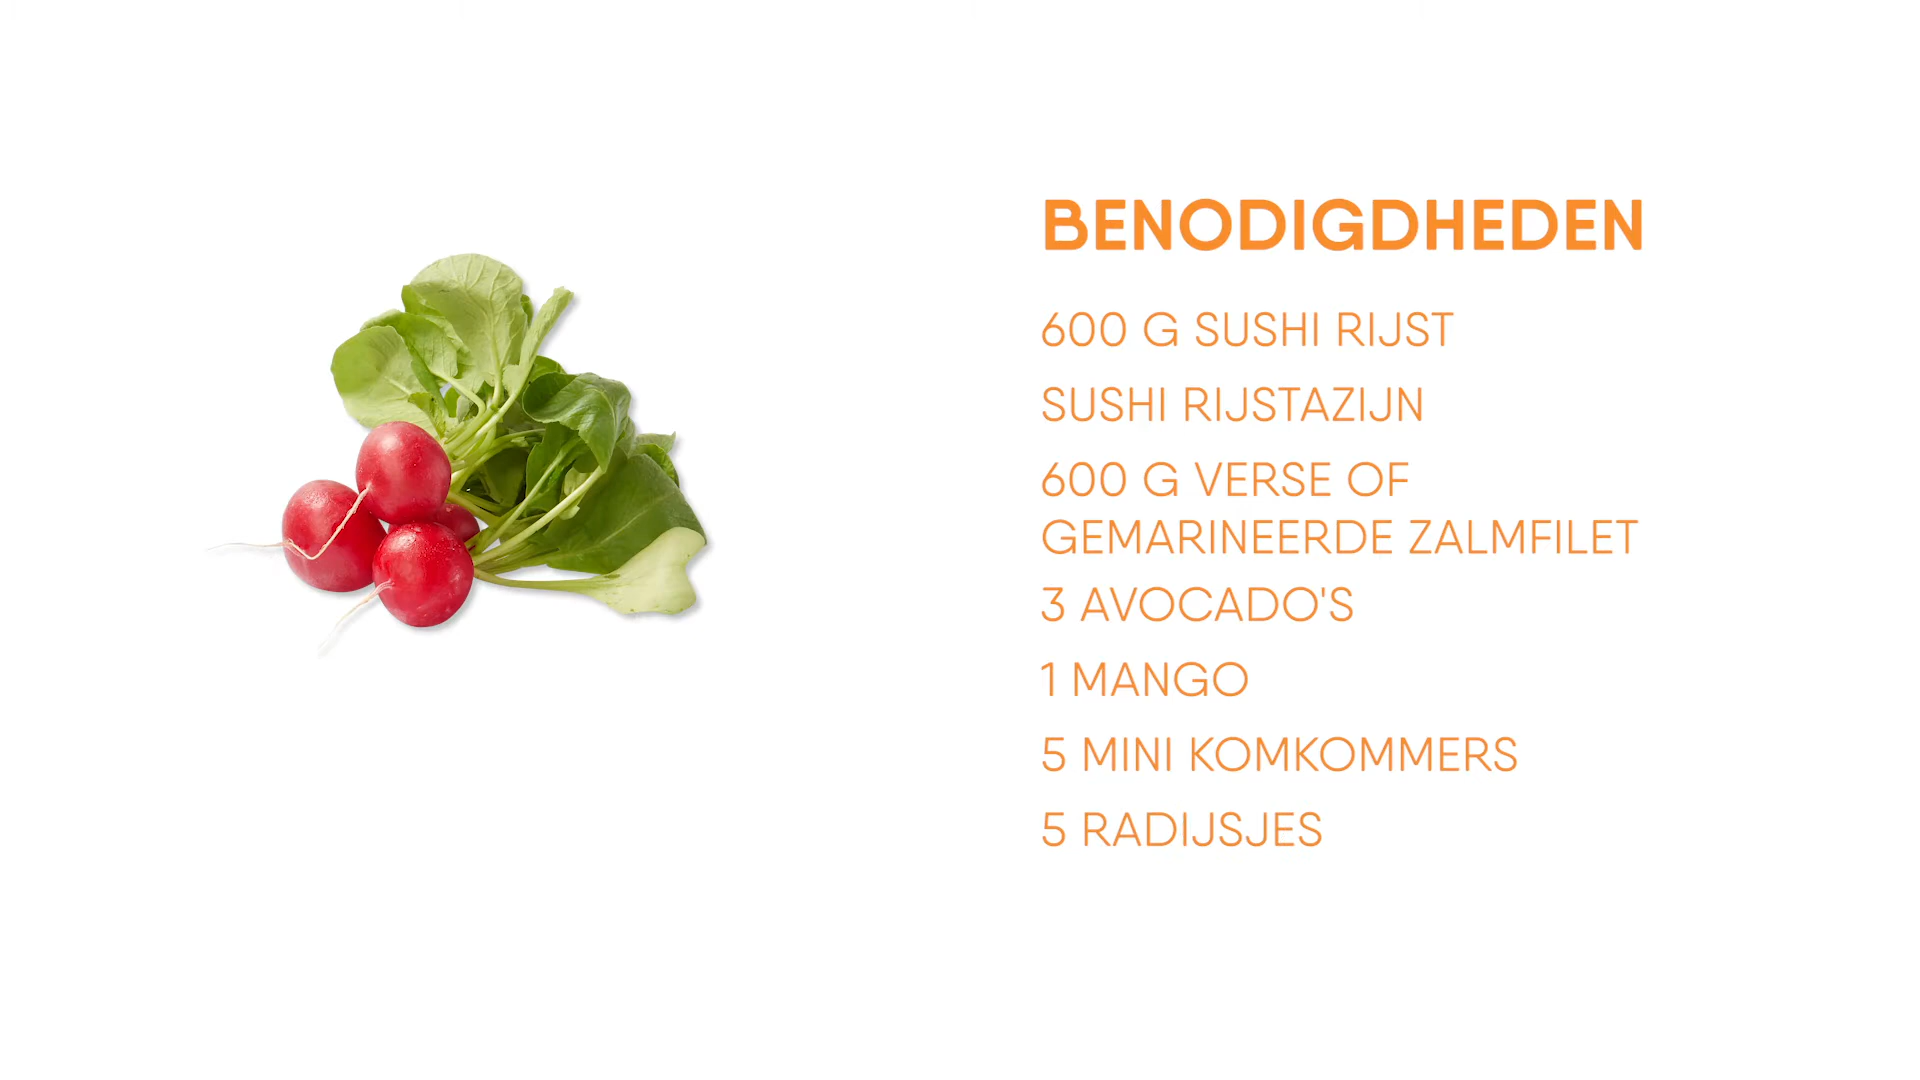 BENODIGDHEDEN
600 G SUSHI RIJST
SUSHI RIJSTAZIJN
600 G VERSE OF
GEMARINEERDE ZALMFILET
3 AVOCADO'S
1 MANGO
5 MINI KOMKOMMERS
5 RADIJSJES